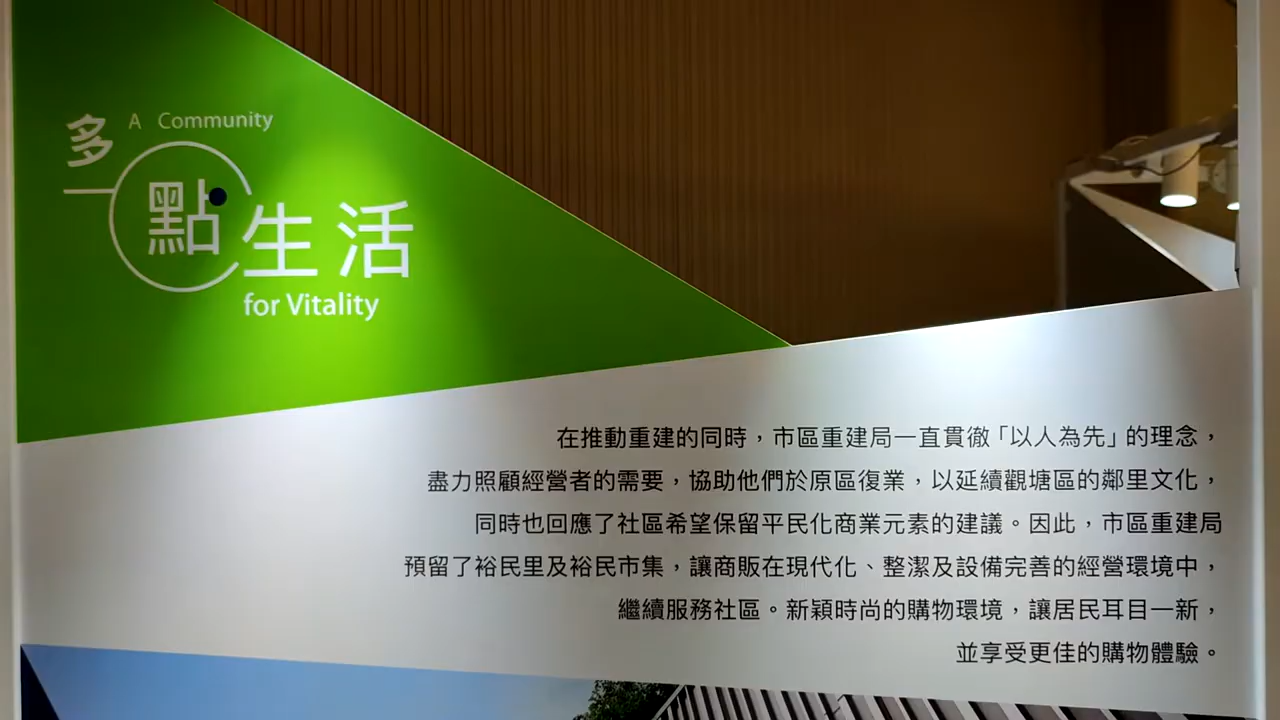 多 A Community
點生活
for Vitality
在推動重建的同時，市區重建局一直貫徹「以人為先」的理念，
盡力照顧經營者的需要，協助他們於原區復業，以延續觀塘區的鄰里文化，
同時也回應了社區希望保留平民化商業元素的建議。因此，市區重建局
預留了裕民里及裕民市集，讓商販在現代化、整潔及設備完善的經營環境中，
繼續服務社區。新穎時尚的購物環境，讓居民耳目一新，
並享受更佳的購物體驗。